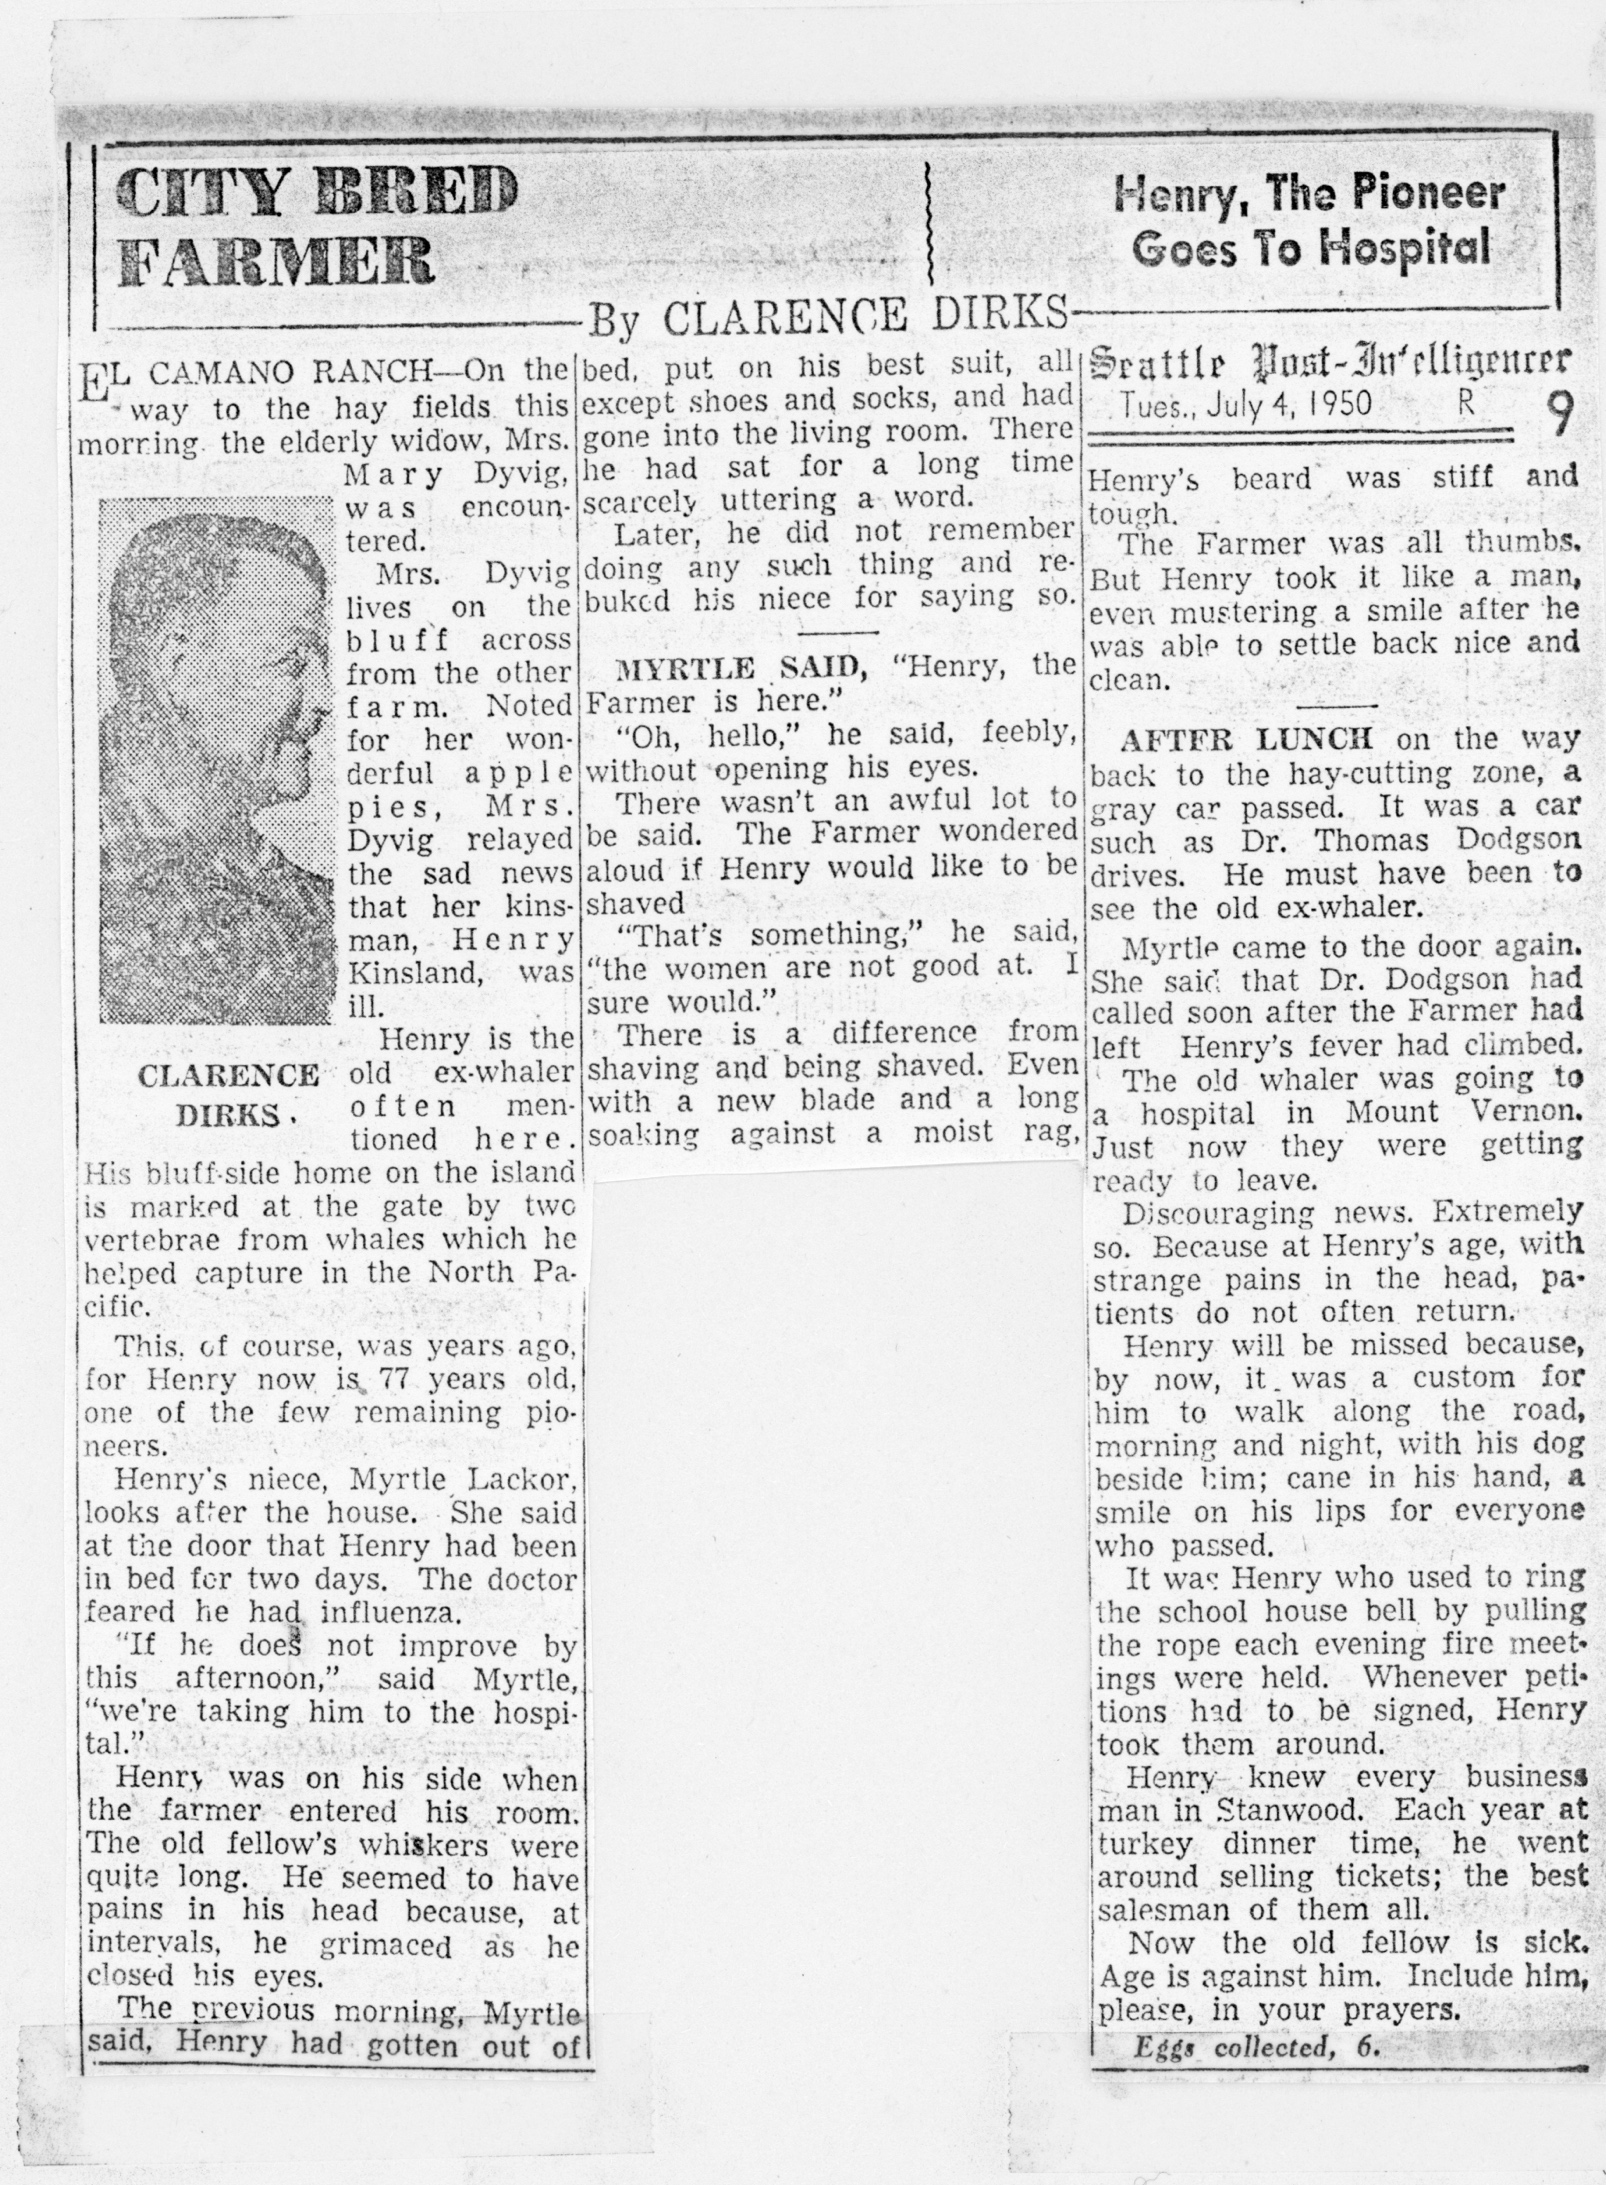 CITY BRED
FARMER
Henry, The Pioneer
Goes To Hospital
By CLARENCE DIRKS
EL CAMANO RANCH—On the
way to the hay fields this
morning the elderly widow, Mrs.
Mary Dyvig,
was encoun-
tered.
Mrs. Dyvig
lives on the
bluff across
from the other
farm. Noted
for her won-
derful apple
pies, Mrs.
Dyvig relayed
the sad news
that her kins-
man, Henry
Kinsland, was
ill.
Henry is the
old ex-whaler
often men-
tioned here.
CLARENCE
DIRKS.
His bluff-side home on the island
is marked at the gate by two
vertebrae from whales which he
helped capture in the North Pa-
cific.
This, of course, was years ago,
for Henry now is 77 years old,
one of the few remaining pio-
neers.
Henry's niece, Myrtle Lackor,
looks after the house. She said
at the door that Henry had been
in bed for two days. The doctor
feared he had influenza.
"If he does not improve by
this afternoon," said Myrtle,
"we're taking him to the hospi-
tal."
Henry was on his side when
the farmer entered his room.
The old fellow's whiskers were
quite long. He seemed to have
pains in his head because, at
intervals, he grimaced as he
closed his eyes.
The previous morning, Myrtle
said, Henry had gotten out of
bed, put on his best suit, all
except shoes and socks, and had
gone into the living room. There
he had sat for a long time
scarcely uttering a word.
Later, he did not remember
doing any such thing and re-
buked his niece for saying so.
MYRTLE SAID, "Henry, the
Farmer is here."
"Oh, hello," he said, feebly,
without opening his eyes.
There wasn't an awful lot to
be said. The Farmer wondered
aloud if Henry would like to be
shaved
"That's something," he said,
"the women are not good at. I
sure would."
There is a difference from
shaving and being shaved. Even
with a new blade and a long
soaking against a moist rag,
Seattle Post-Intelligencer
Tues., July 4, 1950 R 9
Henry's beard was stiff and
tough.
The Farmer was all thumbs.
But Henry took it like a man,
even mustering a smile after he
was able to settle back nice and
clean.
AFTER LUNCH on the way
back to the hay-cutting zone, a
gray car passed. It was a car
such as Dr. Thomas Dodgson
drives. He must have been to
see the old ex-whaler.
Myrtle came to the door again.
She said that Dr. Dodgson had
called soon after the Farmer had
left Henry's fever had climbed.
The old whaler was going to
a hospital in Mount Vernon.
Just now they were getting
ready to leave.
Discouraging news. Extremely
so. Because at Henry's age, with
strange pains in the head, pa-
tients do not often return.
Henry will be missed because,
by now, it was a custom for
him to walk along the road,
morning and night, with his dog
beside him; cane in his hand, a
smile on his lips for everyone
who passed.
It was Henry who used to ring
the school house bell by pulling
the rope each evening fire meet-
ings were held. Whenever peti-
tions had to be signed, Henry
took them around.
Henry knew every business
man in Stanwood. Each year at
turkey dinner time, he went
around selling tickets; the best
salesman of them all.
Now the old fellow is sick.
Age is against him. Include him,
please, in your prayers.
Eggs collected, 6.